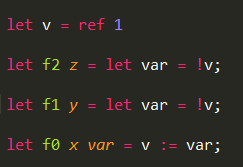 let v = ref 1
let f2 z = let var = !v;
let f1 y = let var = !v;
let f0 x var = v := var;